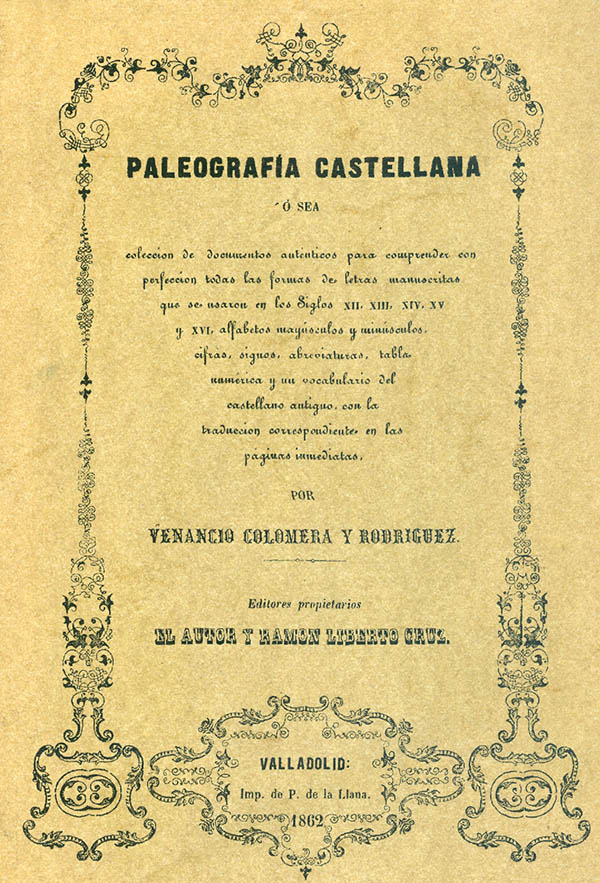 PALEOGRAFÍA CASTELLANA
Ó SEA
coleccion de documentos auténticos para comprender con
perfeccion todas las formas de letras manuscritas
que se usaron en los Siglos XII, XIII, XIV, XV
y XVI, alfabetos mayúsculos y minúsculos,
cifras, signos, abreviaturas, tabla
numérica y un vocabulario del
castellano antiguo, con la
traduccion correspondiente en las
páginas inmediatas,
POR
VENANCIO COLOMERA Y RODRIGUEZ.
Editores propietarios
EL AUTOR Y RAMON LIBERTO CRUZ.
VALLADOLID:
Imp. de P. de la Llana.
1862